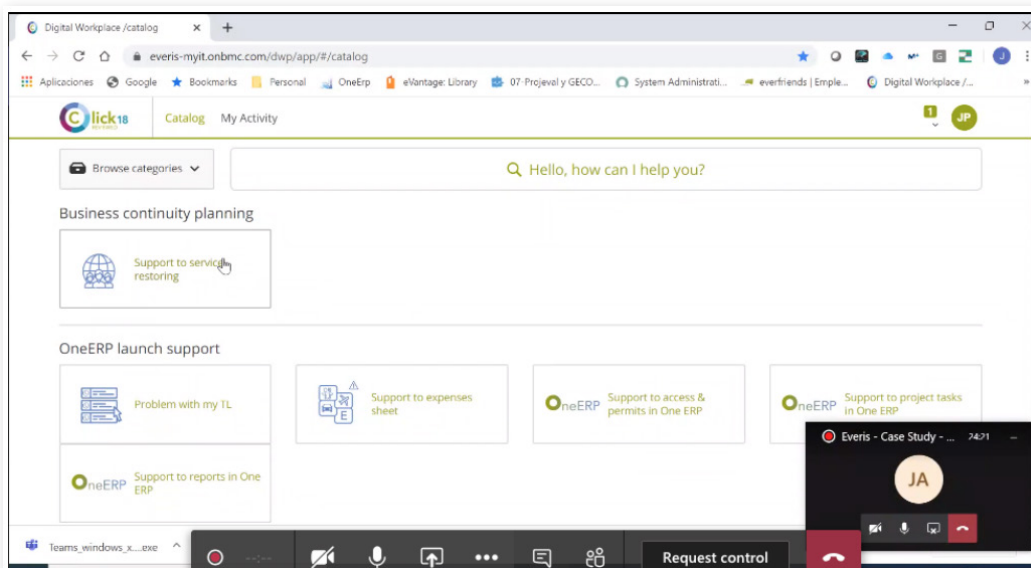 Digital Workplace /catalog
everis-myit.onbmc.com/dwp/app/#/catalog
Aplicaciones Google Bookmarks Personal OneErp eVantage: Library 07-Projeval y GECO... System Administrati... everfriends | Emple... Digital Workplace /...
Click18 Catalog My Activity 1 JP
Browse categories Hello, how can I help you?
Business continuity planning
Support to service
restoring
OneERP launch support
Problem with my TL
Support to expenses
sheet
OneERP
Support to access &
permits in One ERP
OneERP
Support to project tasks
in One ERP
OneERP
Support to reports in One
ERP
Everis - Case Study - ...
JA
Teams_windows_x....exe
--:--
Request control